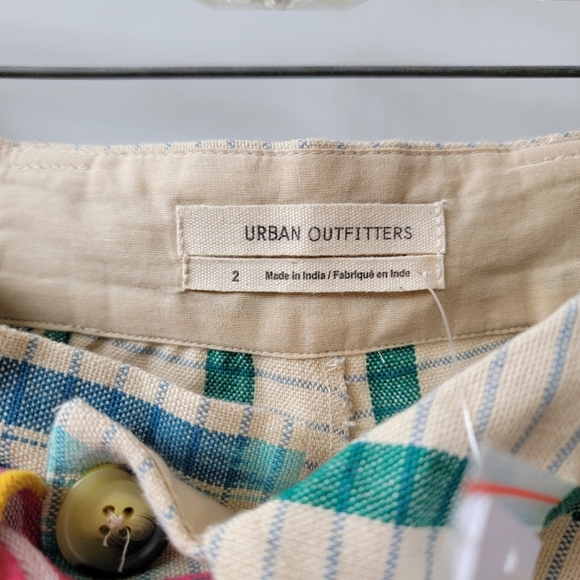 URBAN OUTFITTERS
2 Made in India / Fabriqué en Inde